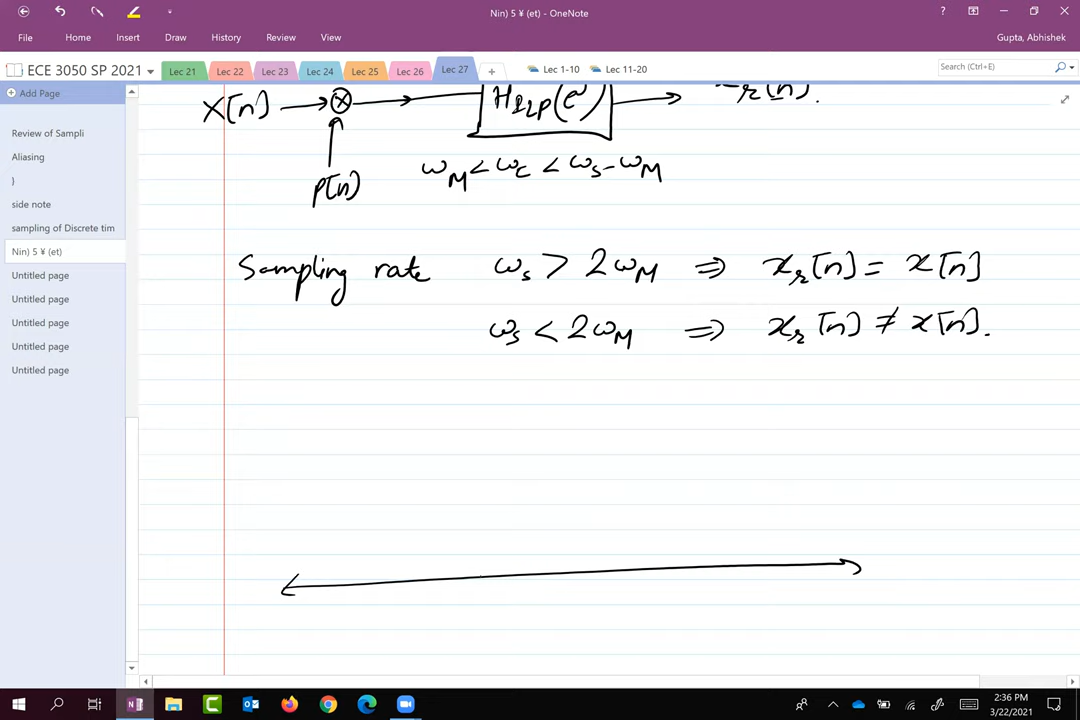 Nin) 5 ¥ (et) - OneNote
?
Gupta, Abhishek
File Home Insert Draw History Review View
ECE 3050 SP 2021 Lec 21 Lec 22 Lec 23 Lec 24 Lec 25 Lec 26 Lec 27 + Lec 1-10 Lec 11-20 Search (Ctrl+E)
Add Page
Review of Sampli
Aliasing
}
side note
sampling of Discrete tim
Nin) 5 ¥ (et)
Untitled page
Untitled page
Untitled page
Untitled page
Untitled page
x[n] → ⊗ → → x_r[n].
p[n]
ω_M < ω_c < ω_s - ω_M
Sampling rate ω_s > 2ω_M ⇒ x_r[n] = x[n]
ω_s < 2ω_M ⇒ x_r[n] ≠ x[n].
2:36 PM
3/22/2021